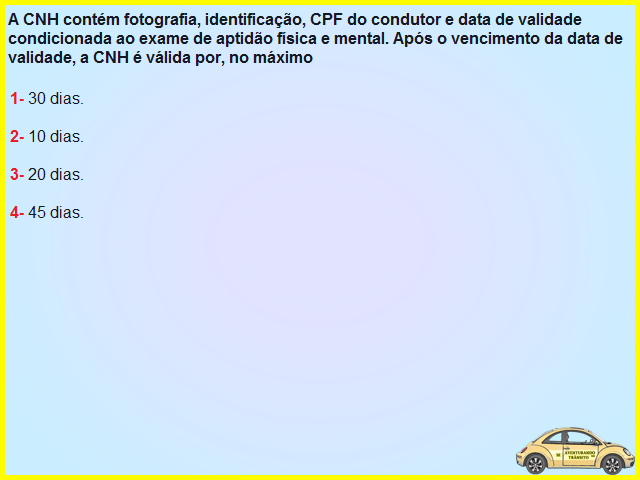 A CNH contém fotografia, identificação, CPF do condutor e data de validade
condicionada ao exame de aptidão fisica e mental. Após o vencimento da data de
validade, a CNH é válida por, no máximo
1- 30 dias.
2- 10 dias.
3- 20 dias.
4- 45 dias.
AVENTURANDO
TRÂNSITO